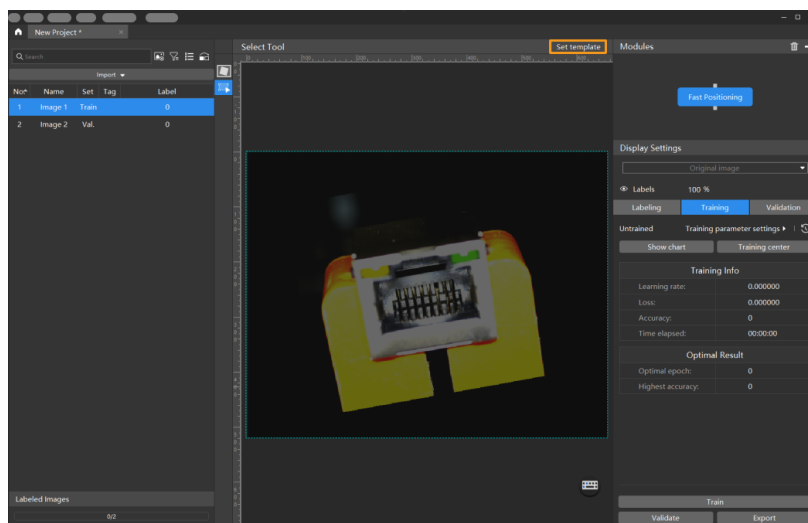 New Project *
Search
Import
No
Name
Set
Tag
Label
1
Image 1
Train
0
2
Image 2
Val.
0
Labeled Images
0/2
Select Tool
Set template
Modules
Fast Positioning
Display Settings
Original image
Labels
100 %
Labeling
Training
Validation
Untrained
Training parameter settings
Show chart
Training center
Training Info
Learning rate:
0.000000
Loss:
0.000000
Accuracy:
0
Time elapsed:
00:00:00
Optimal Result
Optimal epoch:
0
Highest accuracy:
0
Train
Validate
Export